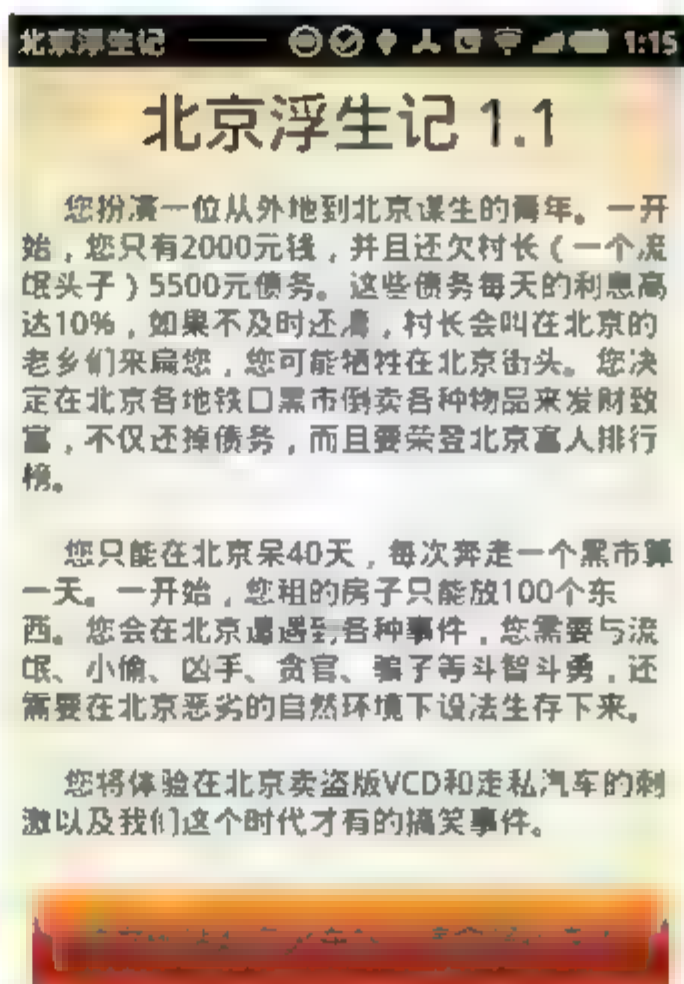 北京浮生记 1:15
北京浮生记 1.1
您扮演一位从外地到北京谋生的青年。一开
始，您只有2000元钱，并且还欠村长（一个流
氓头子）5500元债务。这些债务每天的利息高
达10%，如果不及时还清，村长会叫在北京的
老乡们来扁您，您可能牺牲在北京街头。您决
定在北京各地铁口黑市倒卖各种物品来发财致
富，不仅还掉债务，而且要荣登北京富人排行
榜。
您只能在北京呆40天，每次奔走一个黑市算
一天。一开始，您租的房子只能放100个东
西。您会在北京遭遇到各种事件，您需要与流
氓、小偷、凶手、贪官、骗子等斗智斗勇，还
需要在北京恶劣的自然环境下设法生存下来。
您将体验在北京卖盗版VCD和走私汽车的刺
激以及我们这个时代才有的搞笑事件。